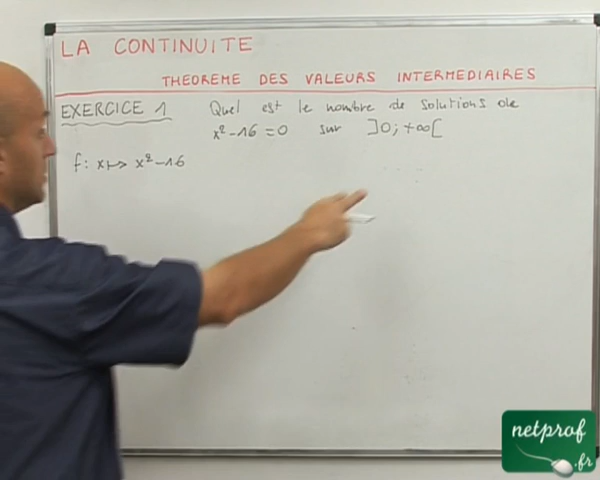 LA CONTINUITE
THEOREME DES VALEURS INTERMEDIAIRES
EXERCICE 1 Quel est le nombre de solutions de
x²-16=0 sur ]0;+∞[
f: x↦x²-16
netprof
.fr